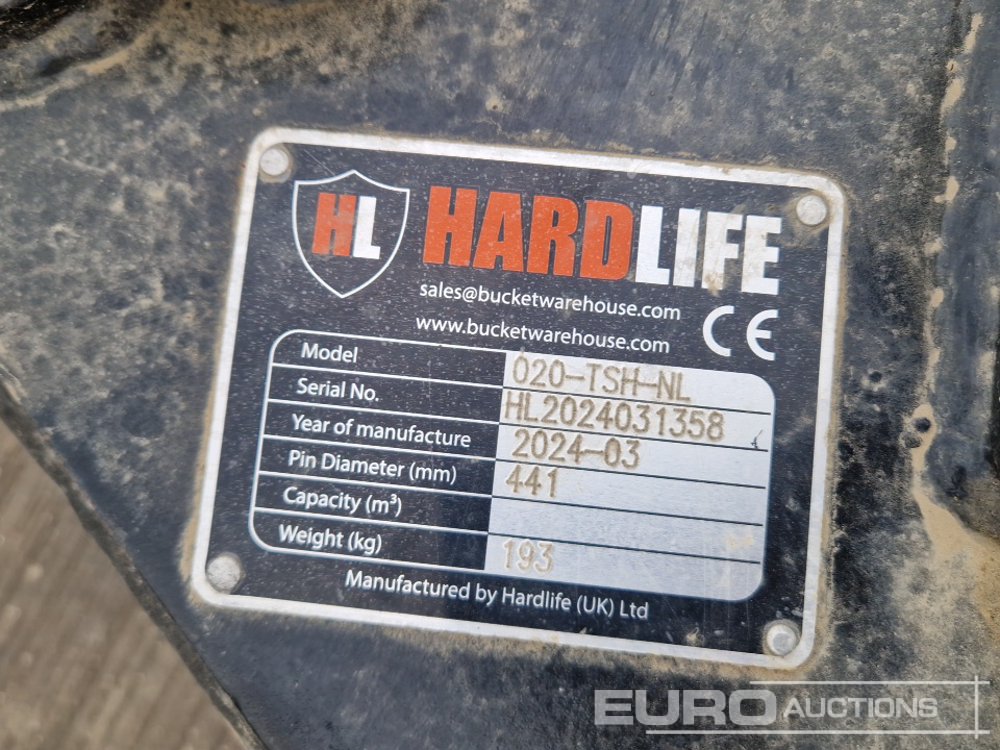 HL HARDLIFE
sales@bucketwarehouse.com
www.bucketwarehouse.com
CE
Model 020-TSH-NL
Serial No. HL2024031358
Year of manufacture 2024-03
Pin Diameter (mm) 441
Capacity (m³)
Weight (kg) 193
Manufactured by Hardlife (UK) Ltd
EURO AUCTIONS